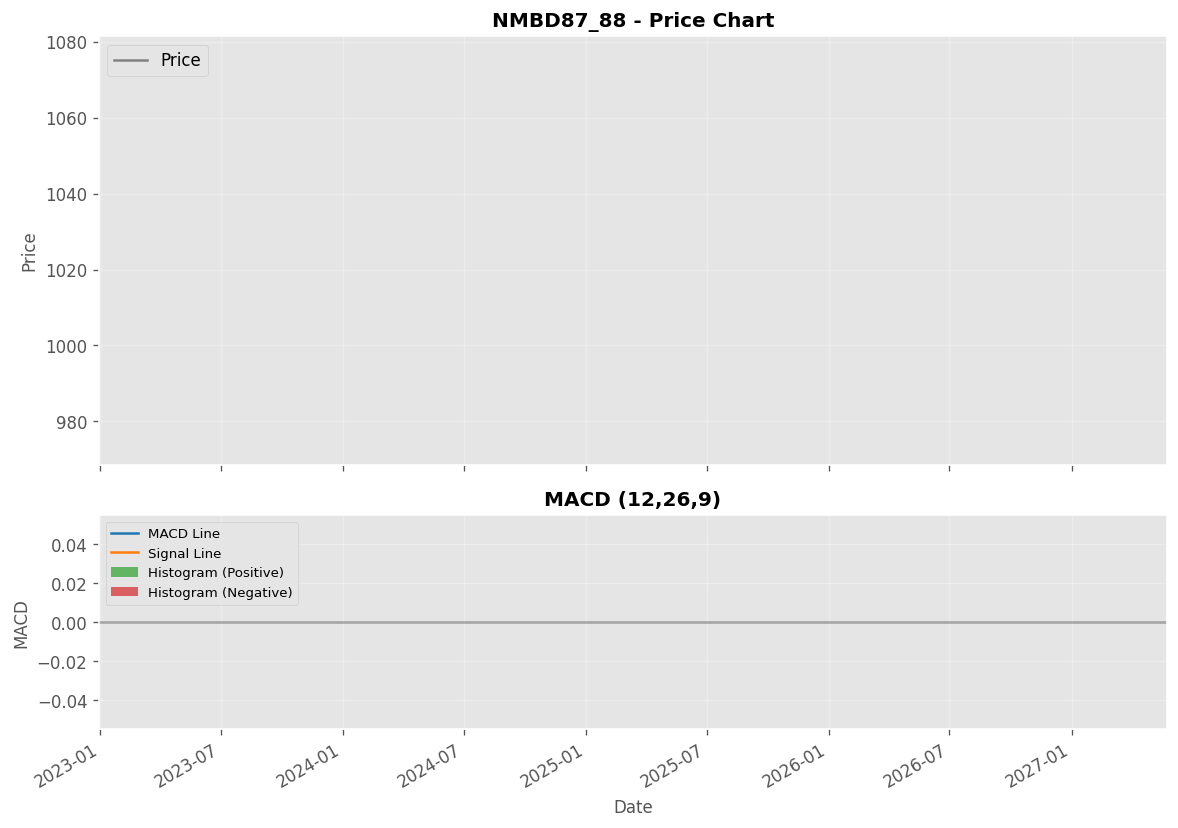 NMBD87_88 - Price Chart
Price
1080
1060
1040
1020
1000
980
Price
MACD (12,26,9)
MACD Line
Signal Line
Histogram (Positive)
Histogram (Negative)
0.04
0.02
0.00
−0.02
−0.04
MACD
2023-01
2023-07
2024-01
2024-07
2025-01
2025-07
2026-01
2026-07
2027-01
Date